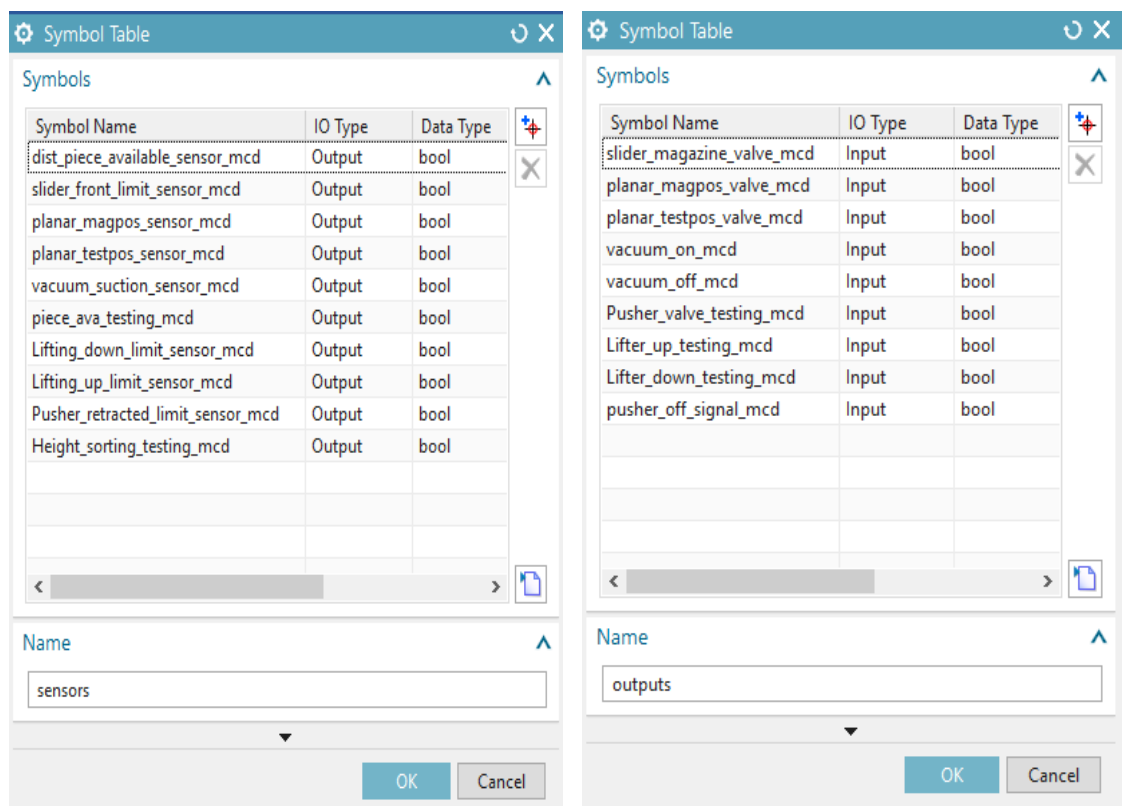 Symbol Table
Symbols
Symbol Name IO Type Data Type
dist_piece_available_sensor_mcd Output bool
slider_front_limit_sensor_mcd Output bool
planar_magpos_sensor_mcd Output bool
planar_testpos_sensor_mcd Output bool
vacuum_suction_sensor_mcd Output bool
piece_ava_testing_mcd Output bool
Lifting_down_limit_sensor_mcd Output bool
Lifting_up_limit_sensor_mcd Output bool
Pusher_retracted_limit_sensor_mcd Output bool
Height_sorting_testing_mcd Output bool
Name
sensors
OK Cancel
Symbol Table
Symbols
Symbol Name IO Type Data Type
slider_magazine_valve_mcd Input bool
planar_magpos_valve_mcd Input bool
planar_testpos_valve_mcd Input bool
vacuum_on_mcd Input bool
vacuum_off_mcd Input bool
Pusher_valve_testing_mcd Input bool
Lifter_up_testing_mcd Input bool
Lifter_down_testing_mcd Input bool
pusher_off_signal_mcd Input bool
Name
outputs
OK Cancel